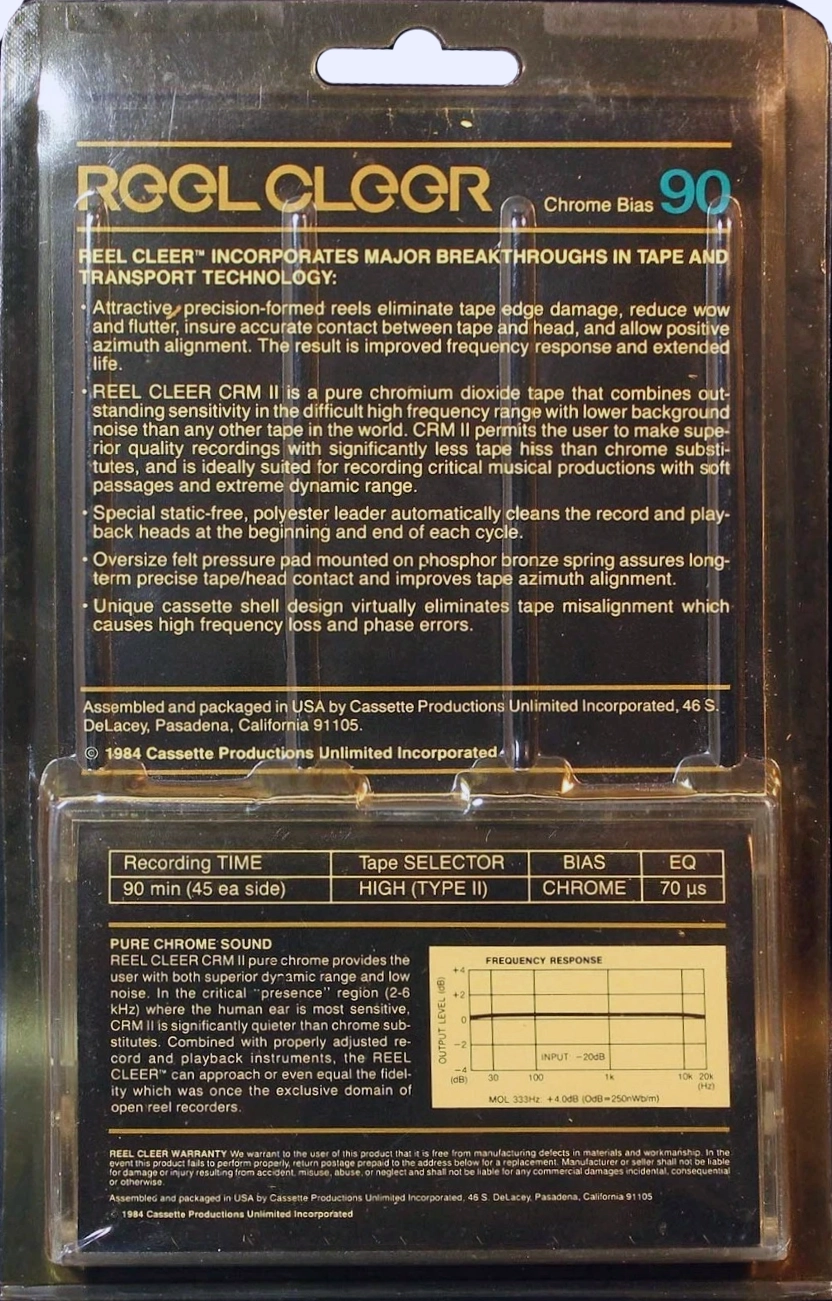 REEL CLEER Chrome Bias 90
REEL CLEER™ INCORPORATES MAJOR BREAKTHROUGHS IN TAPE AND
TRANSPORT TECHNOLOGY:
• Attractive, precision-formed reels eliminate tape edge damage, reduce wow
and flutter, insure accurate contact between tape and head, and allow positive
azimuth alignment. The result is improved frequency response and extended
life.
• REEL CLEER CRM II is a pure chromium dioxide tape that combines out-
standing sensitivity in the difficult high frequency range with lower background
noise than any other tape in the world. CRM II permits the user to make supe-
rior quality recordings with significantly less tape hiss than chrome substi-
tutes, and is ideally suited for recording critical musical productions with soft
passages and extreme dynamic range.
• Special static-free, polyester leader automatically cleans the record and play-
back heads at the beginning and end of each cycle.
• Oversize felt pressure pad mounted on phosphor bronze spring assures long-
term precise tape/head contact and improves tape azimuth alignment.
• Unique cassette shell design virtually eliminates tape misalignment which
causes high frequency loss and phase errors.
Assembled and packaged in USA by Cassette Productions Unlimited Incorporated, 46 S.
DeLacey, Pasadena, California 91105.
© 1984 Cassette Productions Unlimited Incorporated
Recording TIME Tape SELECTOR BIAS EQ
90 min (45 ea side) HIGH (TYPE II) CHROME 70 µs
PURE CHROME SOUND
REEL CLEER CRM II pure chrome provides the
user with both superior dynamic range and low
noise. In the critical "presence" region (2-6
kHz) where the human ear is most sensitive,
CRM II is significantly quieter than chrome sub-
stitutes. Combined with properly adjusted re-
cord and playback instruments, the REEL
CLEER™ can approach or even equal the fidel-
ity which was once the exclusive domain of
open reel recorders.
FREQUENCY RESPONSE
OUTPUT LEVEL (dB)
+4
+2
0
−2
−4
INPUT −20dB
(dB) 30 100 1k 10k 20k
(Hz)
MOL 333Hz: +4.0dB (OdB=250nWb/m)
REEL CLEER WARRANTY We warrant to the user of this product that it is free from manufacturing defects in materials and workmanship. In the
event this product fails to perform properly, return postage prepaid to the address below for a replacement. Manufacturer or seller shall not be liable
for damage or injury resulting from accident, misuse, abuse, or neglect and shall not be liable for any commercial damages incidental, consequential
or otherwise.
Assembled and packaged in USA by Cassette Productions Unlimited Incorporated, 46 S. DeLacey, Pasadena, California 91105
© 1984 Cassette Productions Unlimited Incorporated